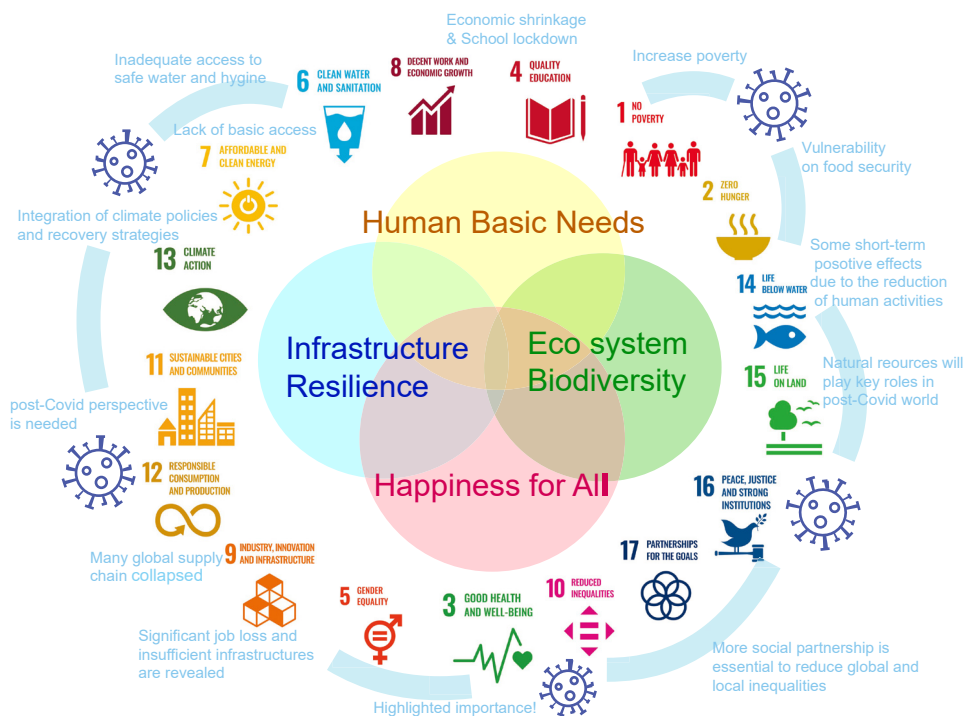 Economic shrinkage
& School lockdown
Inadequate access to
safe water and hygine
6 CLEAN WATER
AND SANITATION
8 DECENT WORK AND
ECONOMIC GROWTH
4 QUALITY
EDUCATION
Increase poverty
1 NO
POVERTY
Lack of basic access
7 AFFORDABLE AND
CLEAN ENERGY
Vulnerability
on food security
2 ZERO
HUNGER
Integration of climate policies
and recovery strategies
13 CLIMATE
ACTION
Human Basic Needs
Some short-term
posotive effects
due to the reduction
of human activities
14 LIFE
BELOW WATER
Infrastructure
Resilience
Eco system
Biodiversity
11 SUSTAINABLE CITIES
AND COMMUNITIES
15 LIFE
ON LAND
Natural reources will
play key roles in
post-Covid world
post-Covid perspective
is needed
12 RESPONSIBLE
CONSUMPTION
AND PRODUCTION
Happiness for All
16 PEACE, JUSTICE
AND STRONG
INSTITUTIONS
Many global supply
chain collapsed
9 INDUSTRY, INNOVATION
AND INFRASTRUCTURE
17 PARTNERSHIPS
FOR THE GOALS
5 GENDER
EQUALITY
3 GOOD HEALTH
AND WELL-BEING
10 REDUCED
INEQUALITIES
Significant job loss and
insufficient infrastructures
are revealed
More social partnership is
essential to reduce global and
local inequalities
Highlighted importance!